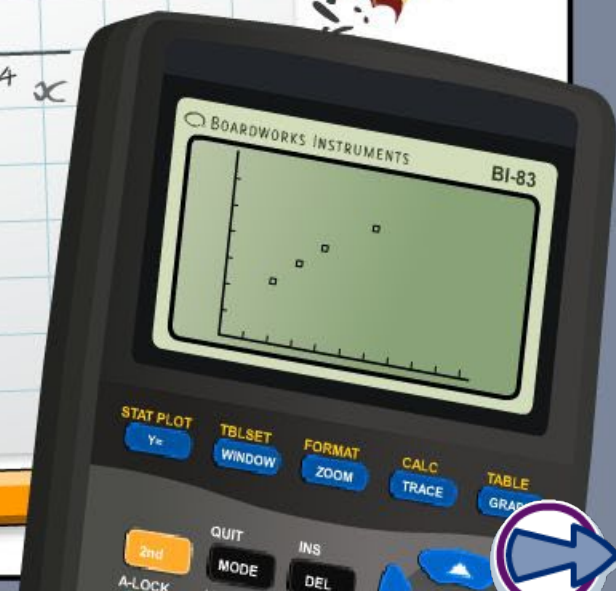 4 x
BOARDWORKS INSTRUMENTS
BI-83
STAT PLOT
TBLSET
FORMAT
CALC
TABLE
Y=
WINDOW
ZOOM
TRACE
QUIT
INS
2nd
MODE
DEL
A-LOCK